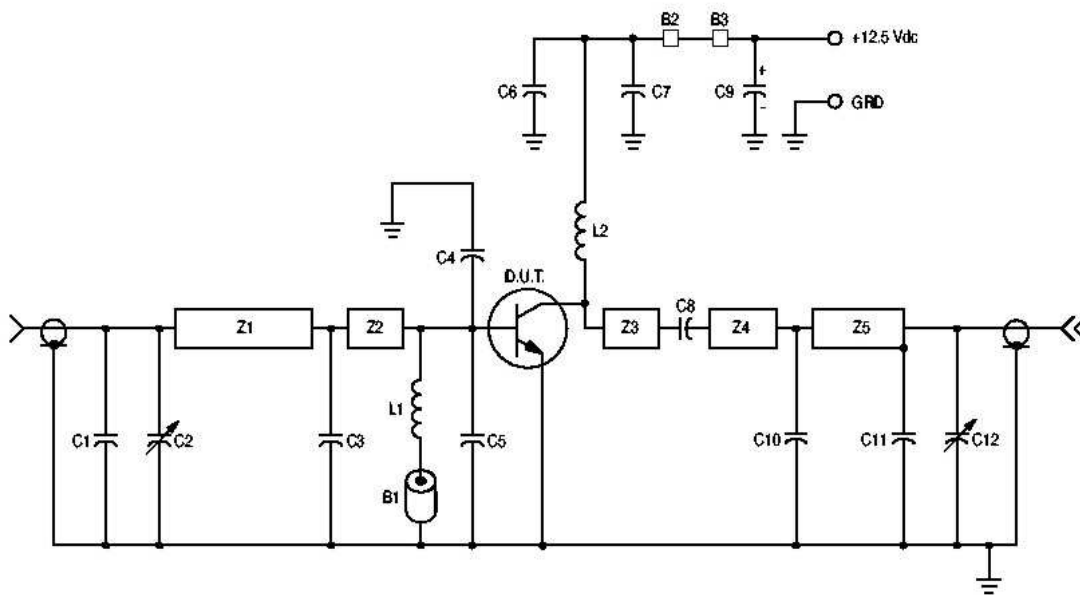 B2 B3
+12.5 Vdc
C6 C7 C9 + -
GRD
L2
C4
D.U.T.
C8
Z1 Z2 Z3 Z4 Z5
L1
C1 C2 C3 C5 C10 C11 C12
B1